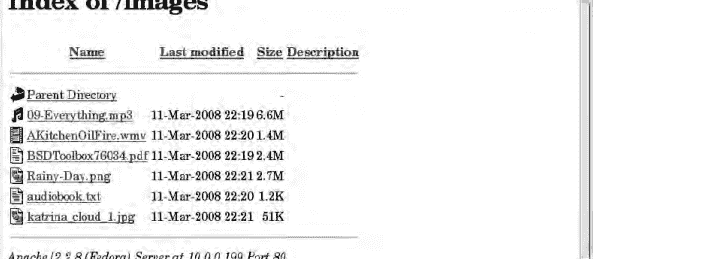 Index of /images
Name Last modified Size Description
Parent Directory -
09-Everything.mp3 11-Mar-2008 22:19 6.6M
AKitchenOilFire.wmv 11-Mar-2008 22:20 1.4M
BSDToolbox76034.pdf 11-Mar-2008 22:19 2.4M
Rainy-Day.png 11-Mar-2008 22:21 2.7M
audiobook.txt 11-Mar-2008 22:20 1.2K
katrina_cloud_1.jpg 11-Mar-2008 22:21 51K
Apache/2.2.8 (Fedora) Server at 10.0.0.199 Port 80